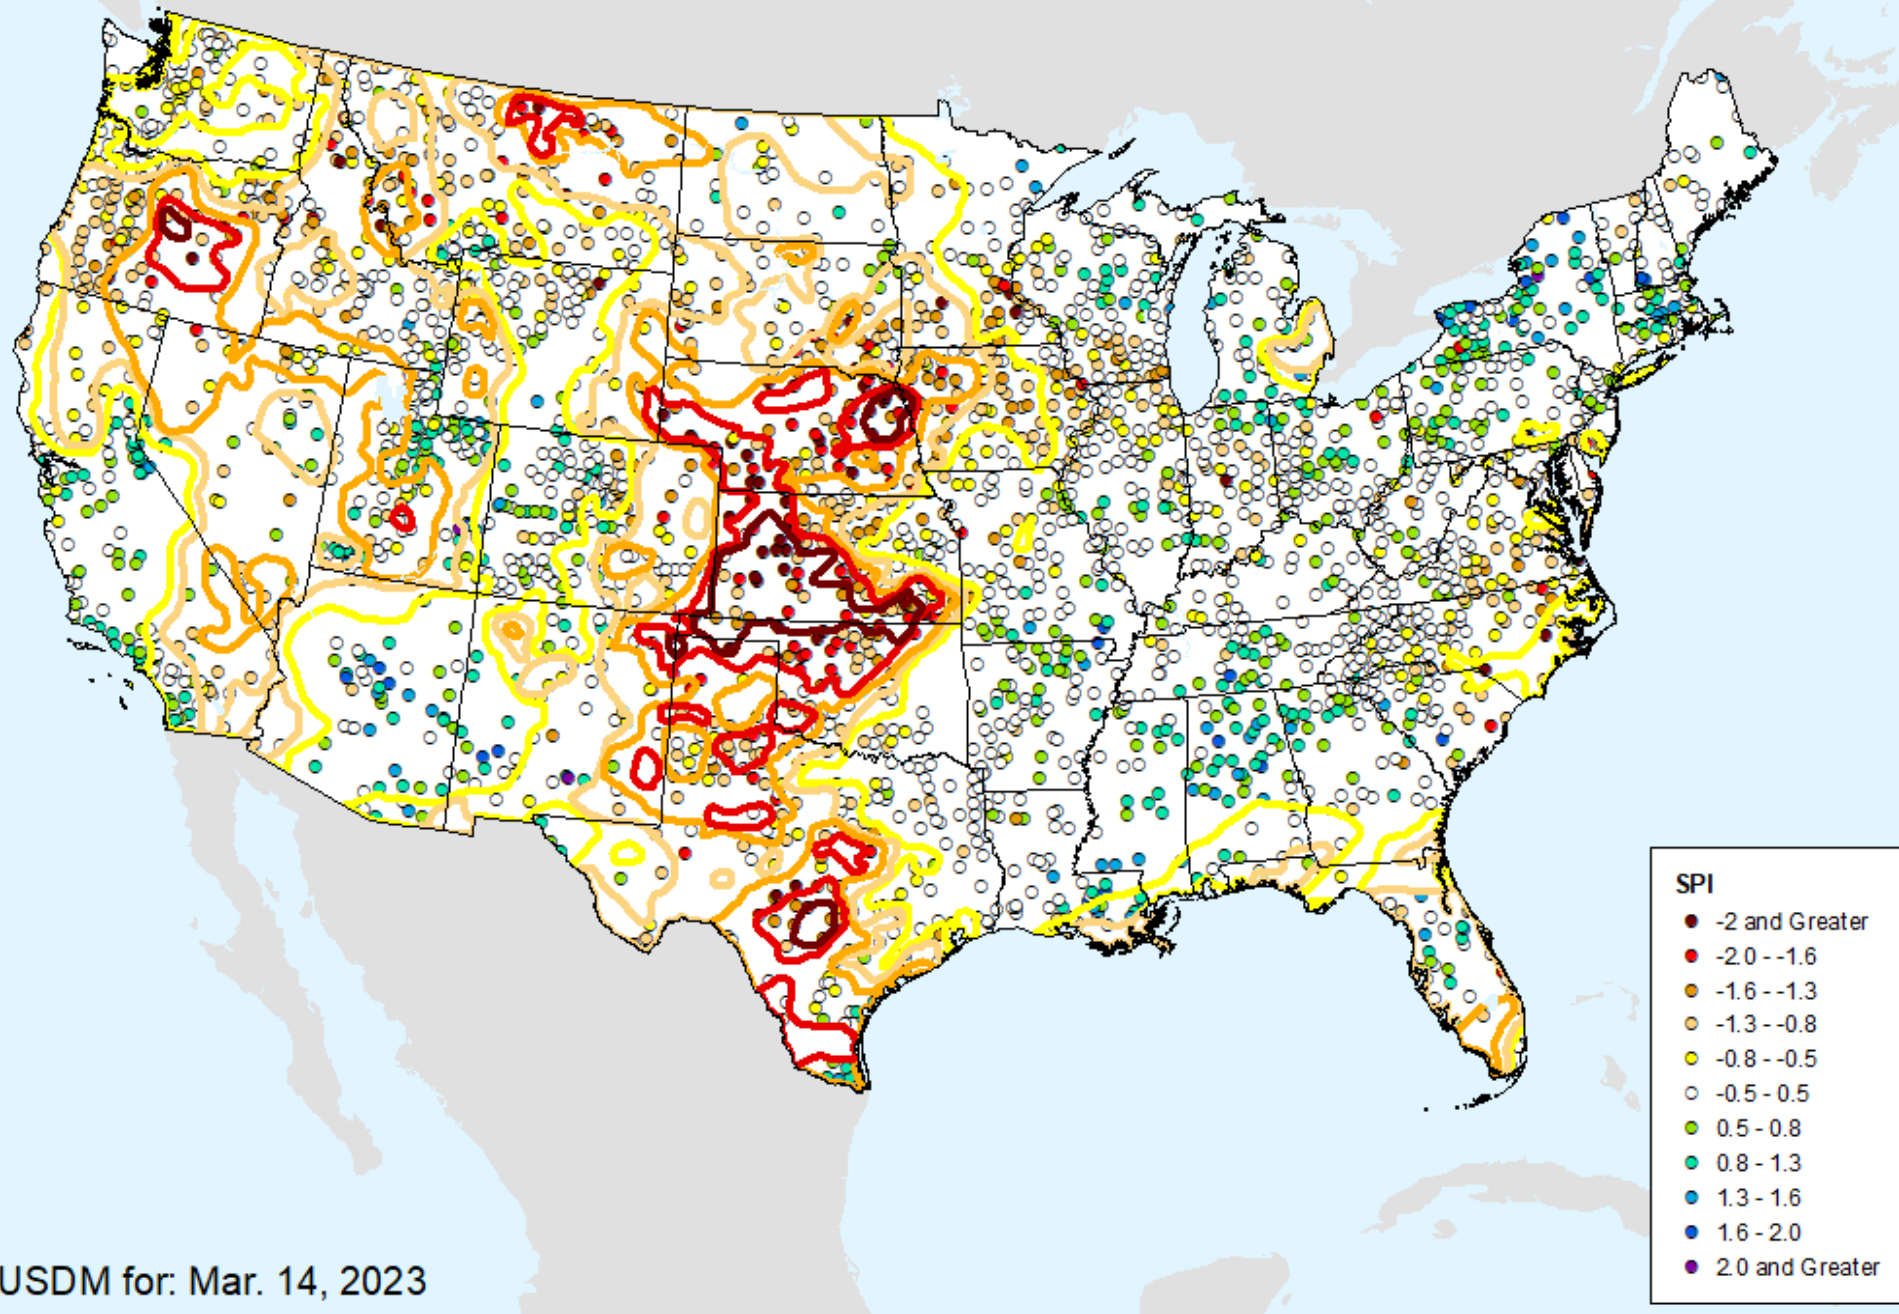 SPI
-2 and Greater
-2.0 - -1.6
-1.6 - -1.3
-1.3 - -0.8
-0.8 - -0.5
-0.5 - 0.5
0.5 - 0.8
0.8 - 1.3
1.3 - 1.6
1.6 - 2.0
2.0 and Greater
USDM for: Mar. 14, 2023